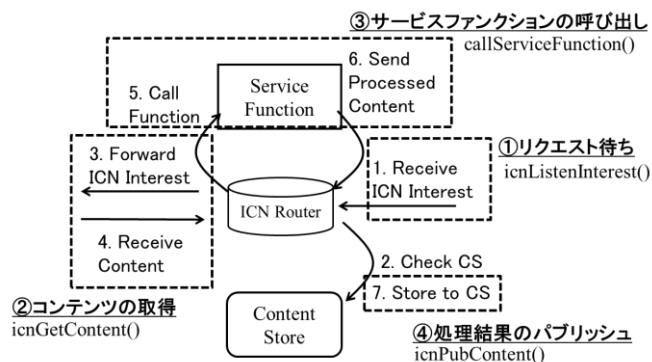 ③サービスファンクションの呼び出し
callServiceFunction()
6. Send
Processed
Content
Service
Function
5. Call
Function
①リクエスト待ち
icnListenInterest()
3. Forward
ICN Interest
1. Receive
ICN Interest
ICN Router
4. Receive
Content
2. Check CS
7. Store to CS
②コンテンツの取得
icnGetContent()
Content
Store
④処理結果のパブリッシュ
icnPubContent()